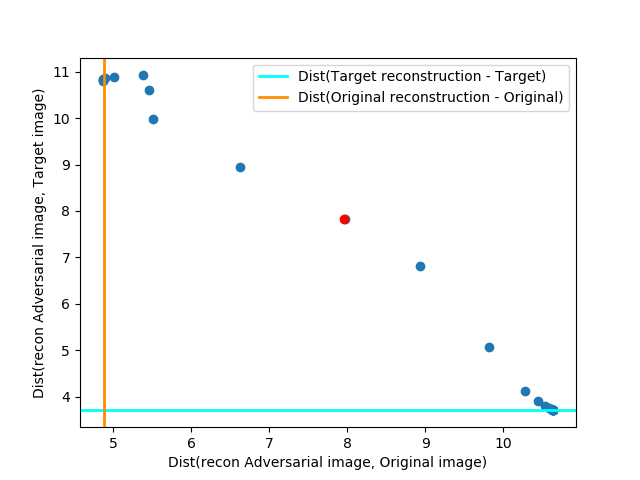 Dist(Target reconstruction - Target)
Dist(Original reconstruction - Original)
11
10
9
8
7
6
5
4
Dist(recon Adversarial image, Target image)
5 6 7 8 9 10
Dist(recon Adversarial image, Original image)